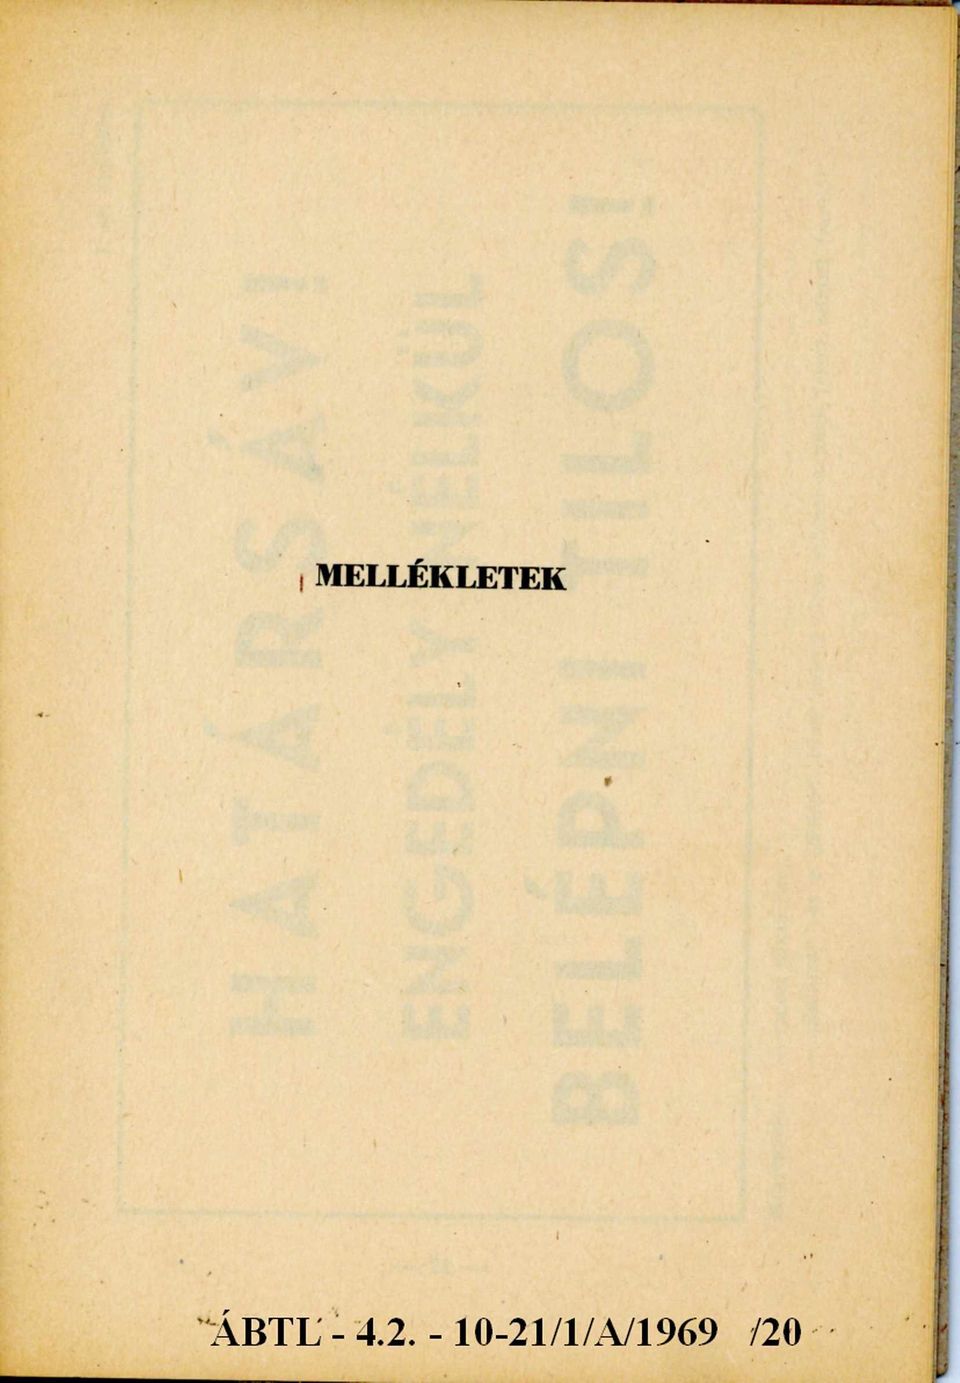 MELLÉKLETEK
HATÁRSÁV!
ENGEDÉLY NÉLKÜL
BELÉPNI TILOS!
ÁBTL - 4.2. - 10-21/1/A/1969 /20